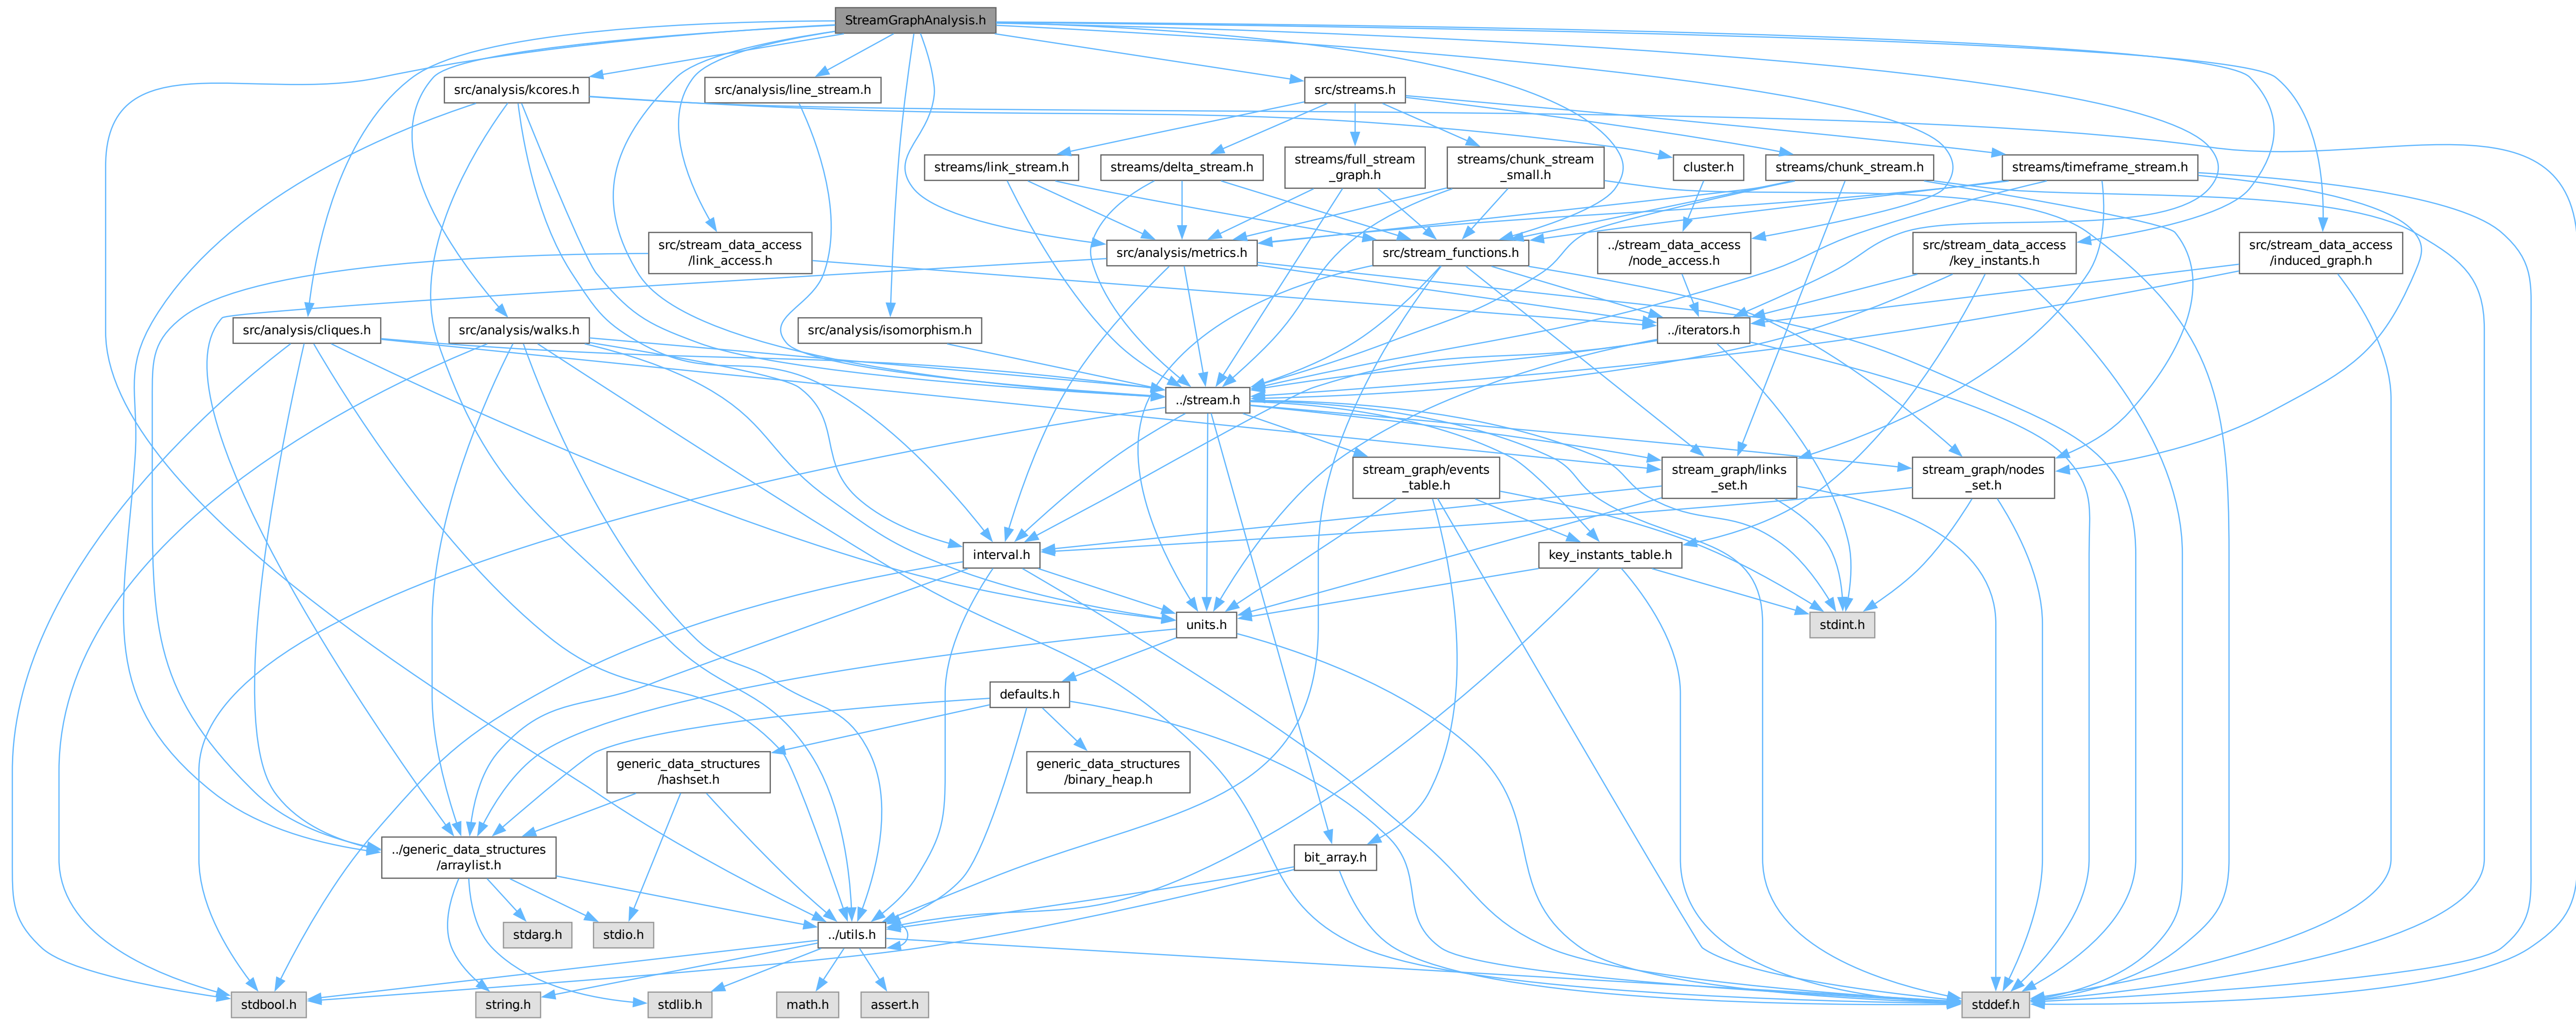 StreamGraphAnalysis.h
src/analysis/kcores.h
src/analysis/line_stream.h
src/streams.h
streams/link_stream.h
streams/delta_stream.h
streams/full_stream
_graph.h
streams/chunk_stream
_small.h
cluster.h
streams/chunk_stream.h
streams/timeframe_stream.h
src/stream_data_access
/link_access.h
src/analysis/metrics.h
src/stream_functions.h
../stream_data_access
/node_access.h
src/stream_data_access
/key_instants.h
src/stream_data_access
/induced_graph.h
src/analysis/cliques.h
src/analysis/walks.h
src/analysis/isomorphism.h
../iterators.h
../stream.h
stream_graph/events
_table.h
stream_graph/links
_set.h
stream_graph/nodes
_set.h
interval.h
key_instants_table.h
units.h
stdint.h
defaults.h
generic_data_structures
/hashset.h
generic_data_structures
/binary_heap.h
../generic_data_structures
/arraylist.h
bit_array.h
stdarg.h
stdio.h
../utils.h
stdbool.h
string.h
stdlib.h
math.h
assert.h
stddef.h